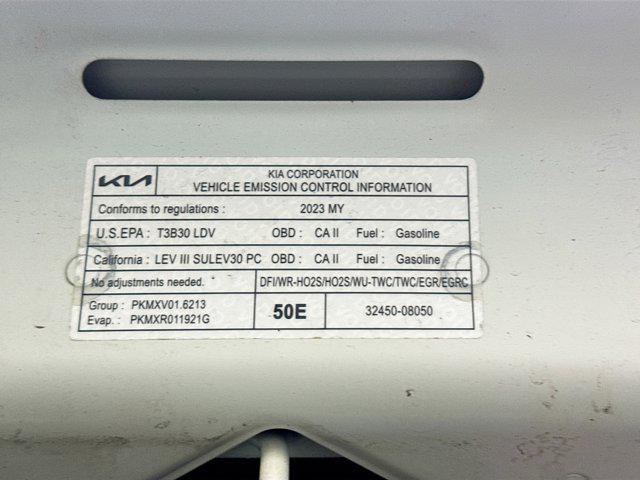 KIA
KIA CORPORATION
VEHICLE EMISSION CONTROL INFORMATION
Conforms to regulations : 2023 MY
U.S.EPA : T3B30 LDV OBD : CA II Fuel : Gasoline
California : LEV III SULEV30 PC OBD : CA II Fuel : Gasoline
No adjustments needed. DFI/WR-HO2S/HO2S/WU-TWC/TWC/EGR/EGRC
Group : PKMXV01.6213
Evap. : PKMXR011921G
50E
32450-08050